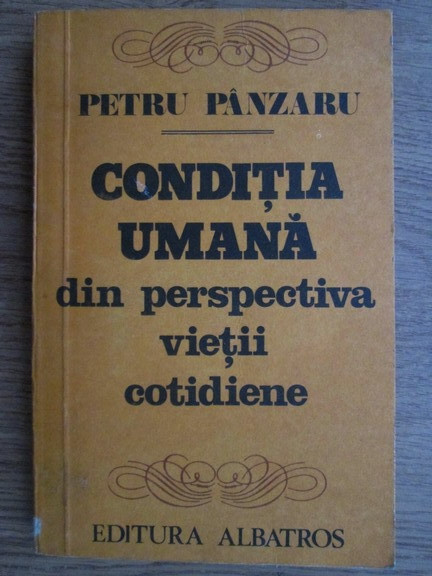 PETRU PÂNZARU
CONDIȚIA
UMANĂ
din perspectiva
vieții
cotidiene
EDITURA ALBATROS